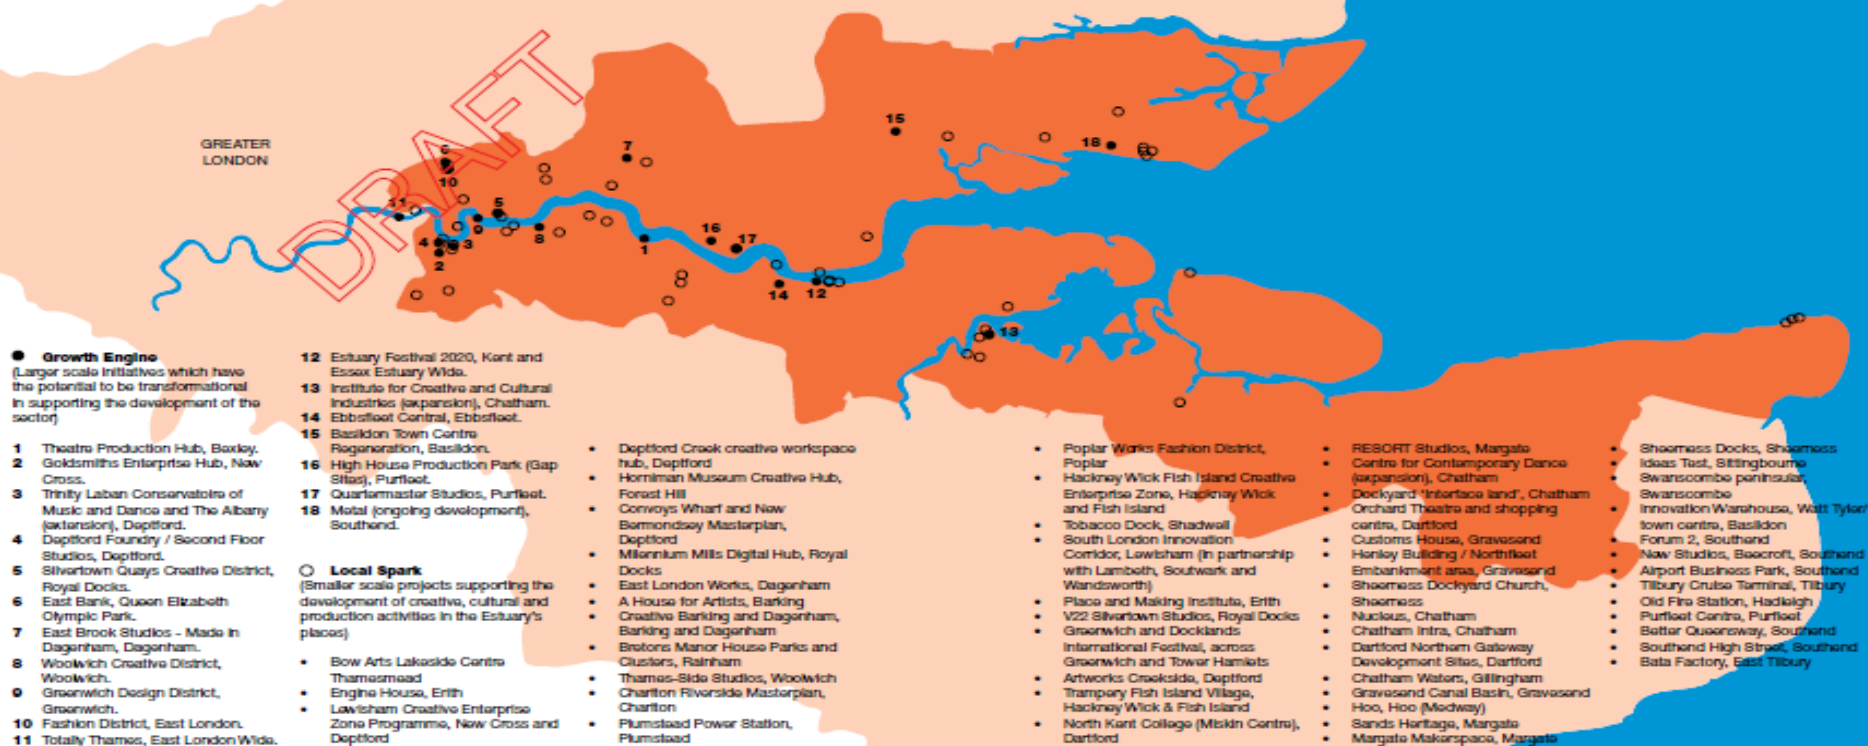 DRAFT
GREATER
LONDON
6
10
11
5
9
8
4
3
2
7
1
16
17
14
12
15
18
13
Growth Engine
(Larger scale initiatives which have
the potential to be transformational
in supporting the development of the
sector)
1 Theatre Production Hub, Bexley.
2 Goldsmiths Enterprise Hub, New
Cross.
3 Trinity Laban Conservatoire of
Music and Dance and The Albany
(extension), Deptford.
4 Deptford Foundry / Second Floor
Studios, Deptford.
5 Silvertown Quays Creative District,
Royal Docks.
6 East Bank, Queen Elizabeth
Olympic Park.
7 East Brook Studios - Made in
Dagenham, Dagenham.
8 Woolwich Creative District,
Woolwich.
9 Greenwich Design District,
Greenwich.
10 Fashion District, East London.
11 Totally Thames, East London Wide.
12 Estuary Festival 2020, Kent and
Essex Estuary Wide.
13 Institute for Creative and Cultural
Industries (expansion), Chatham.
14 Ebbsfleet Central, Ebbsfleet.
15 Basildon Town Centre
Regeneration, Basildon.
16 High House Production Park (Gap
Sites), Purfleet.
17 Quartermaster Studios, Purfleet.
18 Metal (ongoing development),
Southend.
Local Spark
(Smaller scale projects supporting the
development of creative, cultural and
production activities in the Estuary's
places)
• Bow Arts Lakeside Centre
Thamesmead
• Engine House, Erith
• Lewisham Creative Enterprise
Zone Programme, New Cross and
Deptford
• Deptford Creek creative workspace
hub, Deptford
• Horniman Museum Creative Hub,
Forest Hill
• Convoys Wharf and New
Bermondsey Masterplan,
Deptford
• Millennium Mills Digital Hub, Royal
Docks
• East London Works, Dagenham
• A House for Artists, Barking
• Creative Barking and Dagenham,
Barking and Dagenham
• Bretons Manor House Parks and
Clusters, Rainham
• Thames-Side Studios, Woolwich
• Charlton Riverside Masterplan,
Charlton
• Plumstead Power Station,
Plumstead
• Poplar Works Fashion District,
Poplar
• Hackney Wick Fish Island Creative
Enterprise Zone, Hackney Wick
and Fish Island
• Tobacco Dock, Shadwell
• South London Innovation
Corridor, Lewisham (in partnership
with Lambeth, Soutwark and
Wandsworth)
• Place and Making Institute, Erith
• V22 Silvertown Studios, Royal Docks
• Greenwich and Docklands
International Festival, across
Greenwich and Tower Hamlets
• Artworks Creekside, Deptford
• Trampery Fish Island Village,
Hackney Wick & Fish Island
• North Kent College (Miskin Centre),
Dartford
• RESORT Studios, Margate
• Centre for Contemporary Dance
(expansion), Chatham
• Dockyard 'Interface land', Chatham
• Orchard Theatre and shopping
centre, Dartford
• Customs House, Gravesend
• Henley Building / Northfleet
Embankment area, Gravesend
• Sheerness Dockyard Church,
Sheerness
• Nucleus, Chatham
• Chatham Intra, Chatham
• Dartford Northern Gateway
Development Sites, Dartford
• Chatham Waters, Gillingham
• Gravesend Canal Basin, Gravesend
• Hoo, Hoo (Medway)
• Sands Heritage, Margate
• Margate Makerspace, Margate
• Sheerness Docks, Sheerness
• Ideas Test, Sittingbourne
• Swanscombe peninsular,
Swanscombe
• Innovation Warehouse, Watt Tyler/
town centre, Basildon
• Forum 2, Southend
• New Studios, Beecroft, Southend
• Airport Business Park, Southend
• Tilbury Cruise Terminal, Tilbury
• Old Fire Station, Hadleigh
• Purfleet Centre, Purfleet
• Better Queensway, Southend
• Southend High Street, Southend
• Bata Factory, East Tilbury